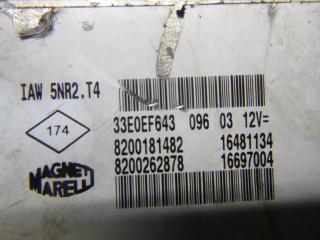 IAW 5NR2.T4
174
33E0EF643 096 03 12V=
8200181482 16481134
8200262878 16697004
MAGNETI
MARELLI